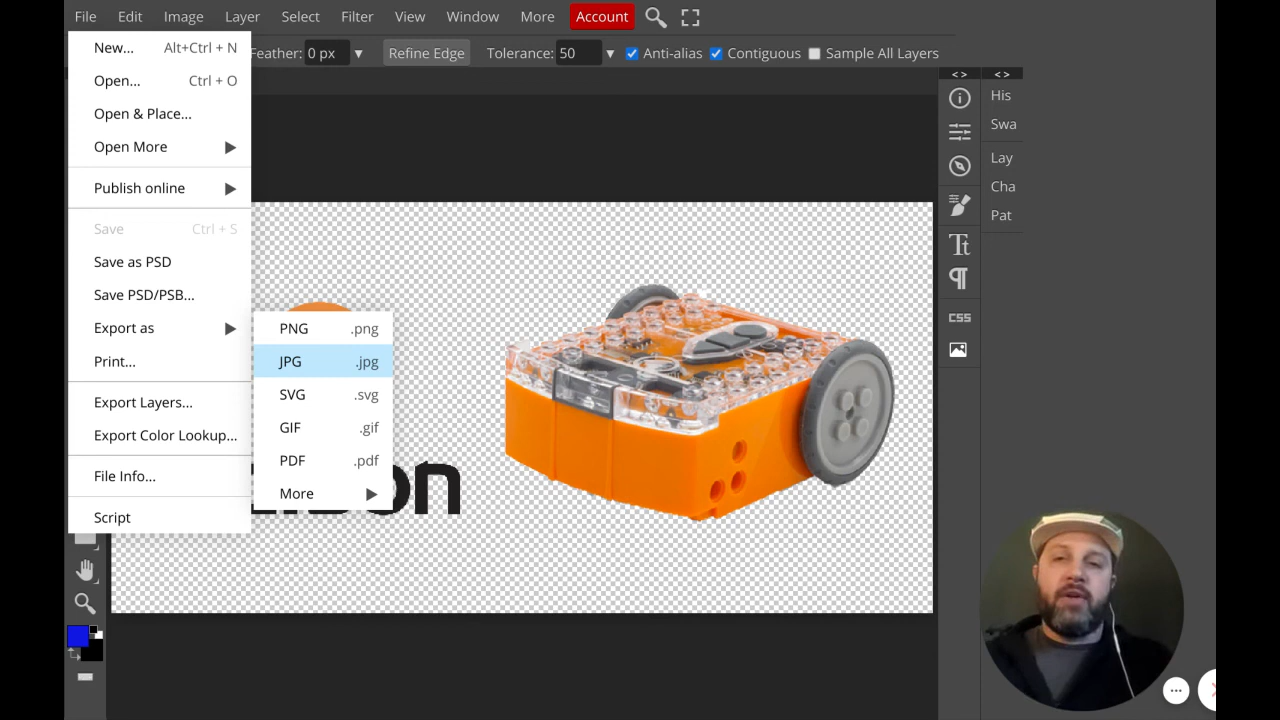 File Edit Image Layer Select Filter View Window More Account
Feather: 0 px Refine Edge Tolerance: 50 Anti-alias Contiguous Sample All Layers
New... Alt+Ctrl + N
Open... Ctrl + O
Open & Place...
Open More
Publish online
Save Ctrl + S
Save as PSD
Save PSD/PSB...
Export as
Print...
Export Layers...
Export Color Lookup...
File Info...
Script
PNG .png
JPG .jpg
SVG .svg
GIF .gif
PDF .pdf
More
< > < >
His
Swa
Lay
Cha
Pat
Tt
¶
CSS